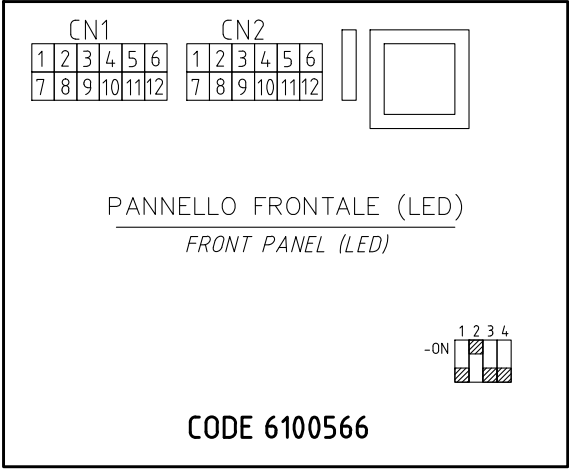 CN1 CN2
1 2 3 4 5 6 1 2 3 4 5 6
7 8 9 10 11 12 7 8 9 10 11 12
PANNELLO FRONTALE (LED)
FRONT PANEL (LED)
1 2 3 4
-ON
CODE 6100566